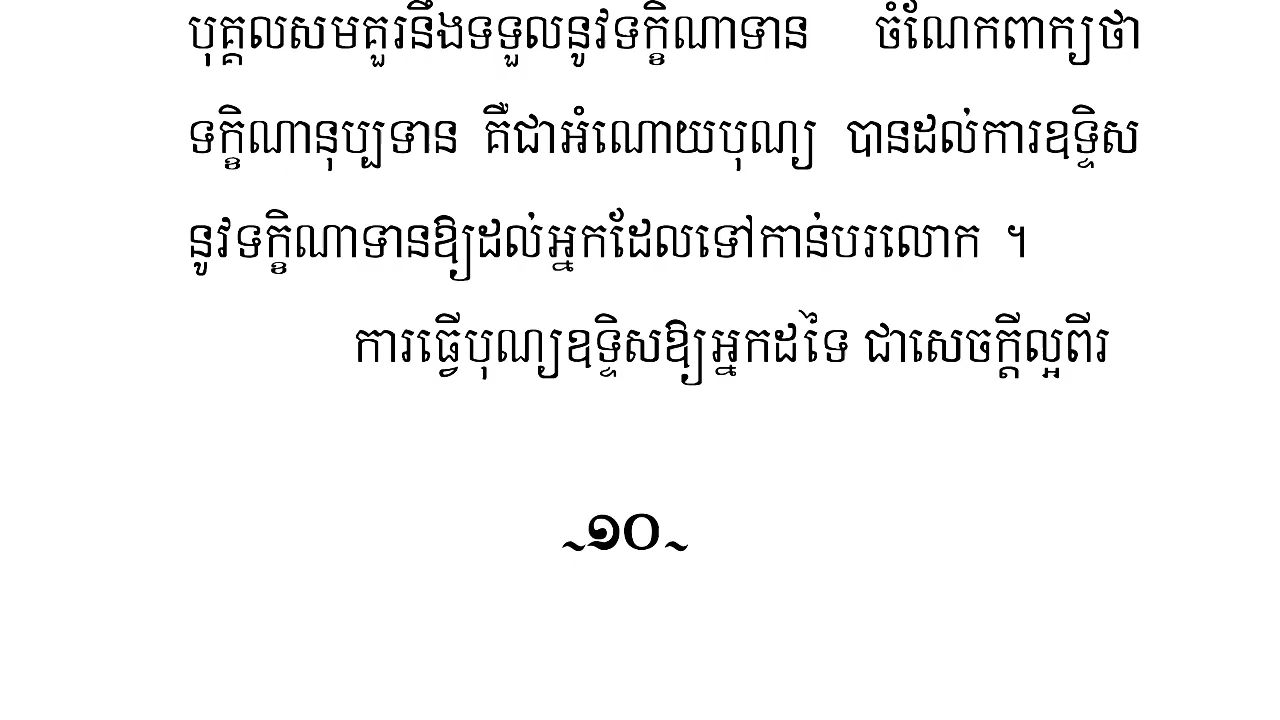 បុគ្គលសមគួរនឹងទទួលនូវទក្ខិណាទាន ចំណែកពាក្យថា
ទក្ខិណានុប្បទាន គឺជាអំណោយបុណ្យ បានដល់ការឧទ្ទិស
នូវទក្ខិណាទានឱ្យដល់អ្នកដែលទៅកាន់បរលោក ។
ការធ្វើបុណ្យឧទ្ទិសឱ្យអ្នកដទៃ ជាសេចក្តីល្អពីរ
~១០~